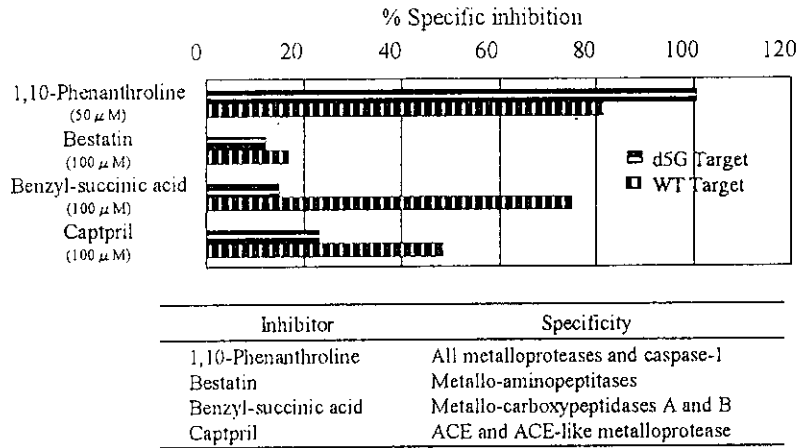 % Specific inhibition
0 20 40 60 80 100 120
1,10-Phenanthroline
(50 μM)
Bestatin
(100 μM)
Benzyl-succinic acid
(100 μM)
Captpril
(100 μM)
d5G Target
WT Target
Inhibitor Specificity
1,10-Phenanthroline All metalloproteases and caspase-1
Bestatin Metallo-aminopeptitases
Benzyl-succinic acid Metallo-carboxypeptidases A and B
Captpril ACE and ACE-like metalloprotease